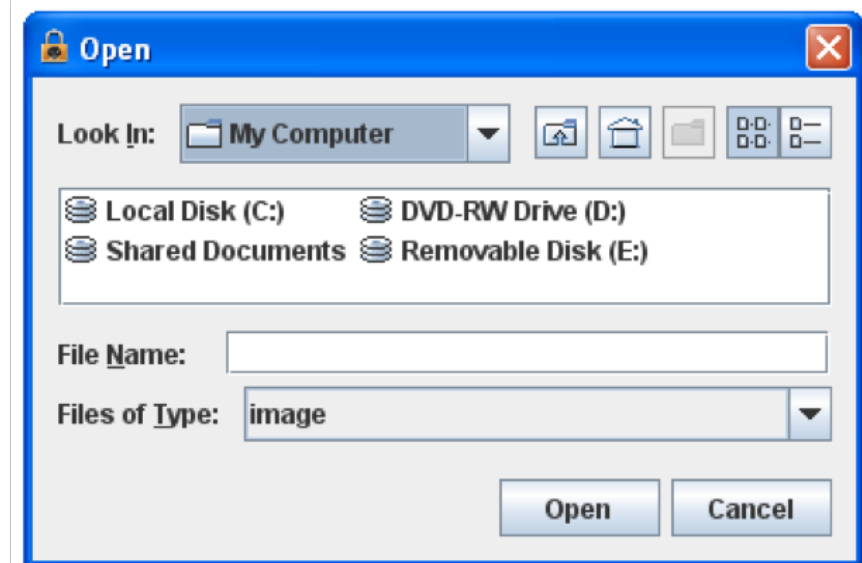 Open
Look In: My Computer
Local Disk (C:) DVD-RW Drive (D:)
Shared Documents Removable Disk (E:)
File Name:
Files of Type: image
Open Cancel